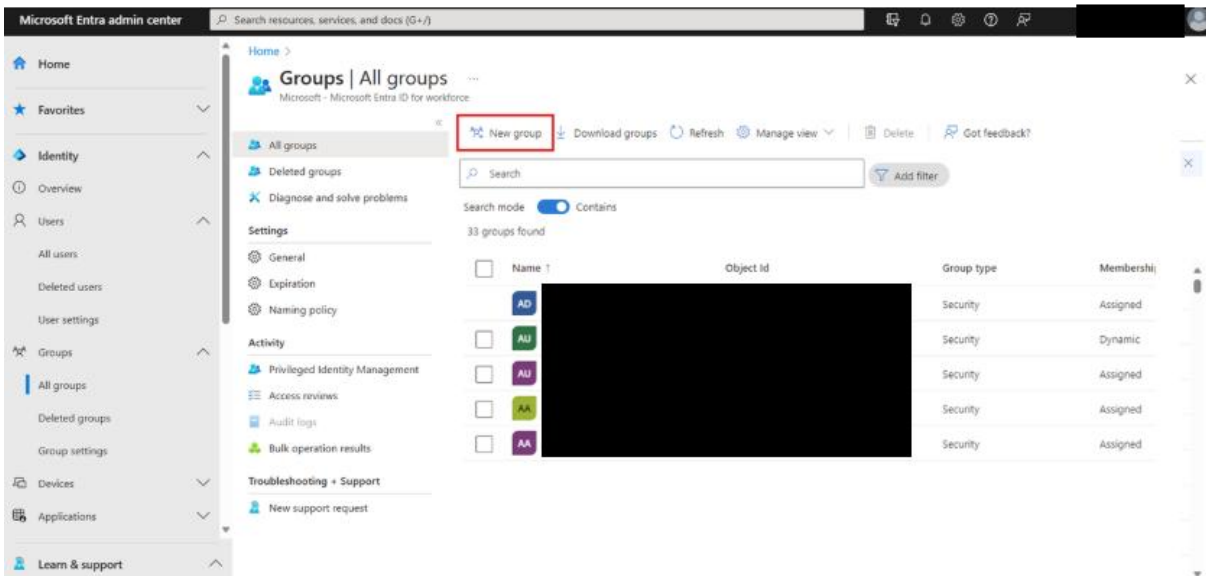 Microsoft Entra admin center
Search resources, services, and docs (G+/)
Home
Favorites
Identity
Overview
Users
All users
Deleted users
User settings
Groups
All groups
Deleted groups
Group settings
Devices
Applications
Learn & support
Home >
Groups | All groups ...
Microsoft - Microsoft Entra ID for workforce
«
All groups
Deleted groups
Diagnose and solve problems
Settings
General
Expiration
Naming policy
Activity
Privileged Identity Management
Access reviews
Audit logs
Bulk operation results
Troubleshooting + Support
New support request
New group Download groups Refresh Manage view Delete Got feedback?
Search Add filter
Search mode Contains
33 groups found
Name ↑ Object Id Group type Membershi
AD Security Assigned
AU Security Dynamic
AU Security Assigned
AA Security Assigned
AA Security Assigned